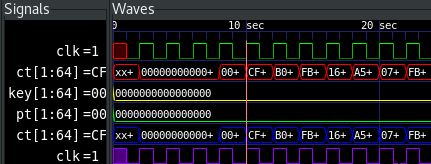 Signals Waves
0 10 sec 20 sec
clk=1
ct[1:64]=CF xx+ 00000000000+ 00+ CF+ B0+ FB+ 16+ A5+ 07+ FB+
key[1:64]=00 0000000000000000
pt[1:64]=00 0000000000000000
ct[1:64]=CF xx+ 00000000000+ 00+ CF+ B0+ FB+ 16+ A5+ 07+ FB+
clk=1